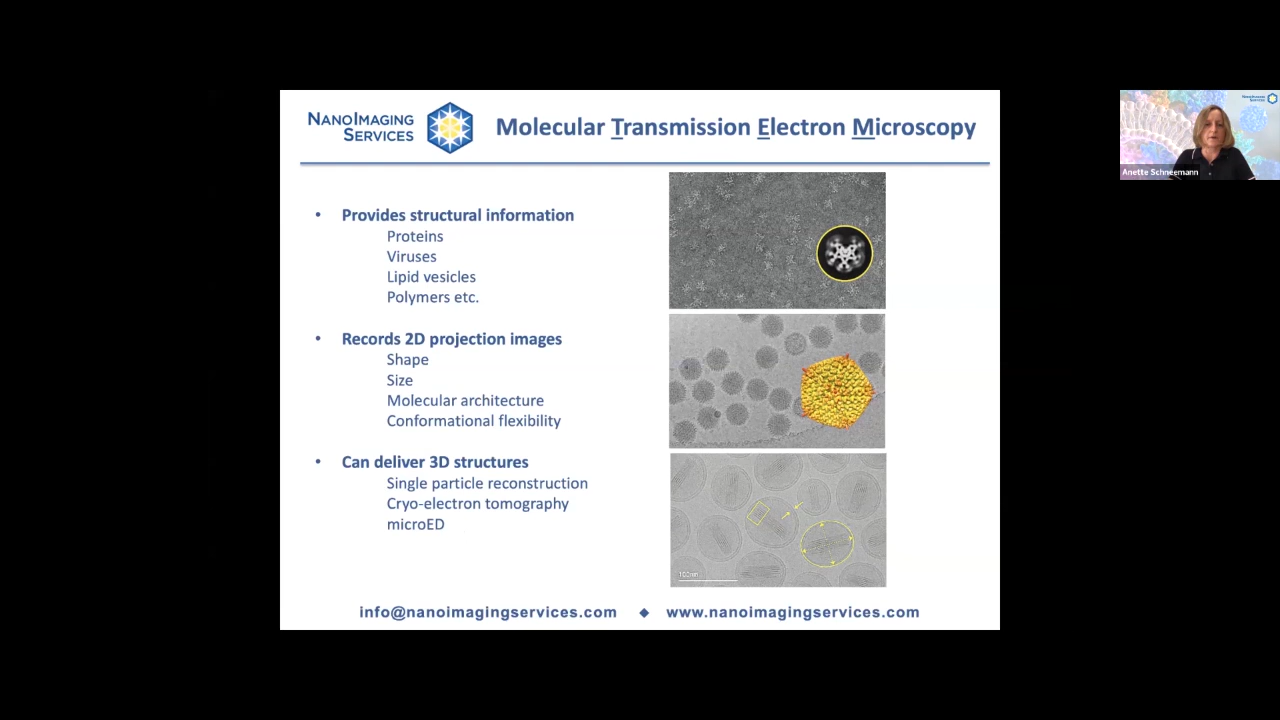 NANOIMAGING
SERVICES
Molecular Transmission Electron Microscopy
• Provides structural information
Proteins
Viruses
Lipid vesicles
Polymers etc.
• Records 2D projection images
Shape
Size
Molecular architecture
Conformational flexibility
• Can deliver 3D structures
Single particle reconstruction
Cryo-electron tomography
microED
100nm
info@nanoimagingservices.com ◆ www.nanoimagingservices.com
Anette Schneemann